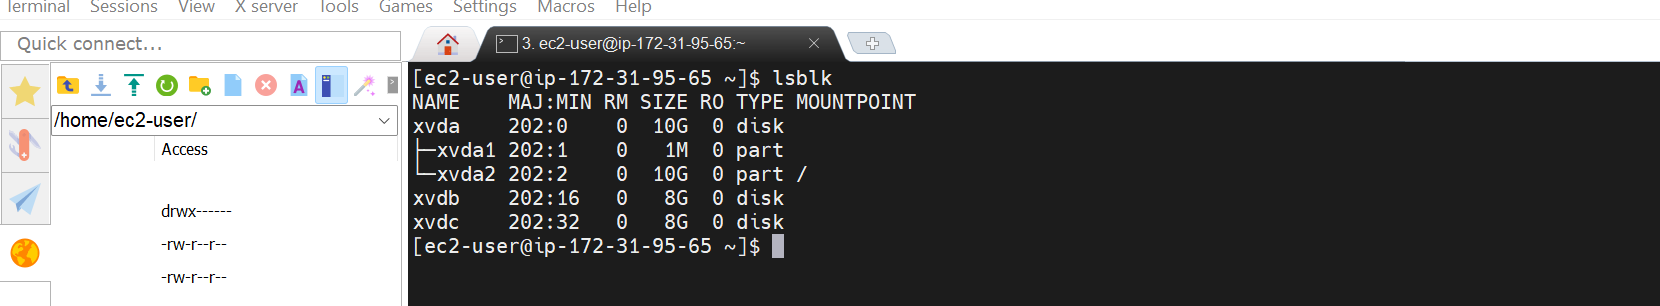 Terminal Sessions View X server Tools Games Settings Macros Help
Quick connect...
3. ec2-user@ip-172-31-95-65:~
/home/ec2-user/
Access
drwx------
-rw-r--r--
-rw-r--r--
[ec2-user@ip-172-31-95-65 ~]$ lsblk
NAME    MAJ:MIN RM SIZE RO TYPE MOUNTPOINT
xvda    202:0    0  10G  0 disk
├─xvda1 202:1    0   1M  0 part
└─xvda2 202:2    0  10G  0 part /
xvdb    202:16   0   8G  0 disk
xvdc    202:32   0   8G  0 disk
[ec2-user@ip-172-31-95-65 ~]$